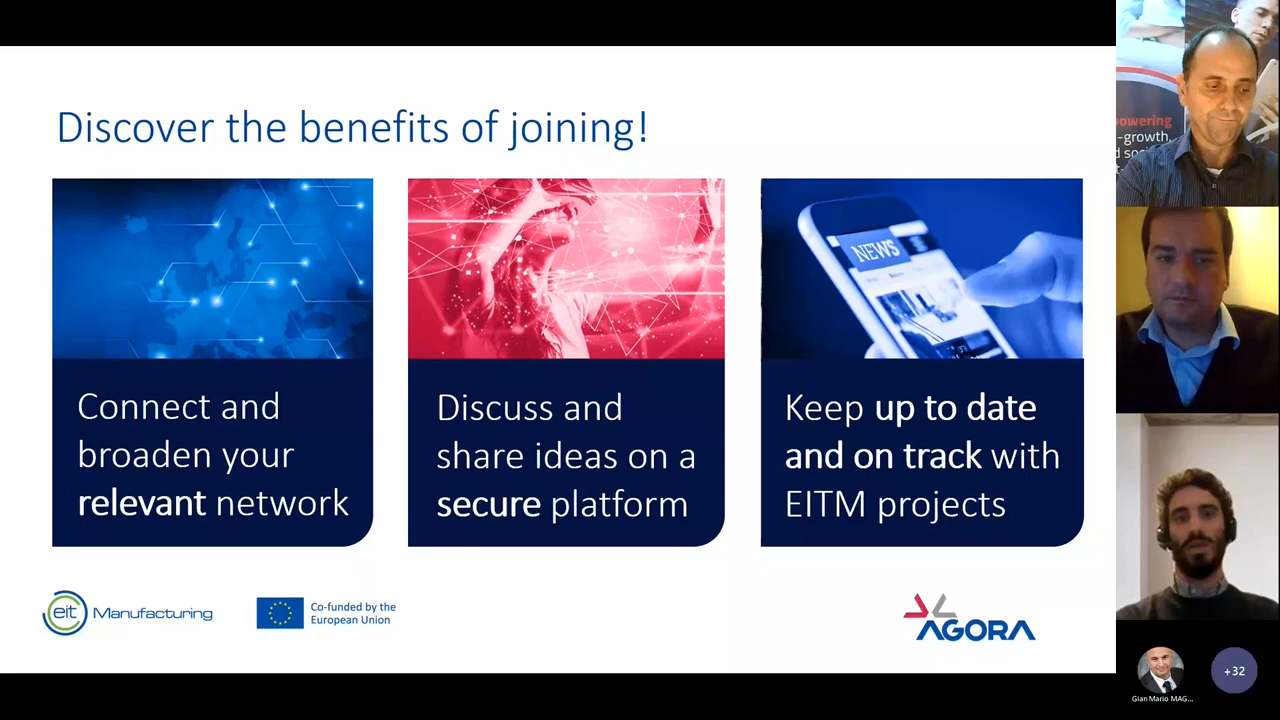 Discover the benefits of joining!
NEWS
Connect and
broaden your
relevant network
Discuss and
share ideas on a
secure platform
Keep up to date
and on track with
EITM projects
eit Manufacturing
Co-funded by the
European Union
AGORA
-growth,
Gian Mario MAG...
+32